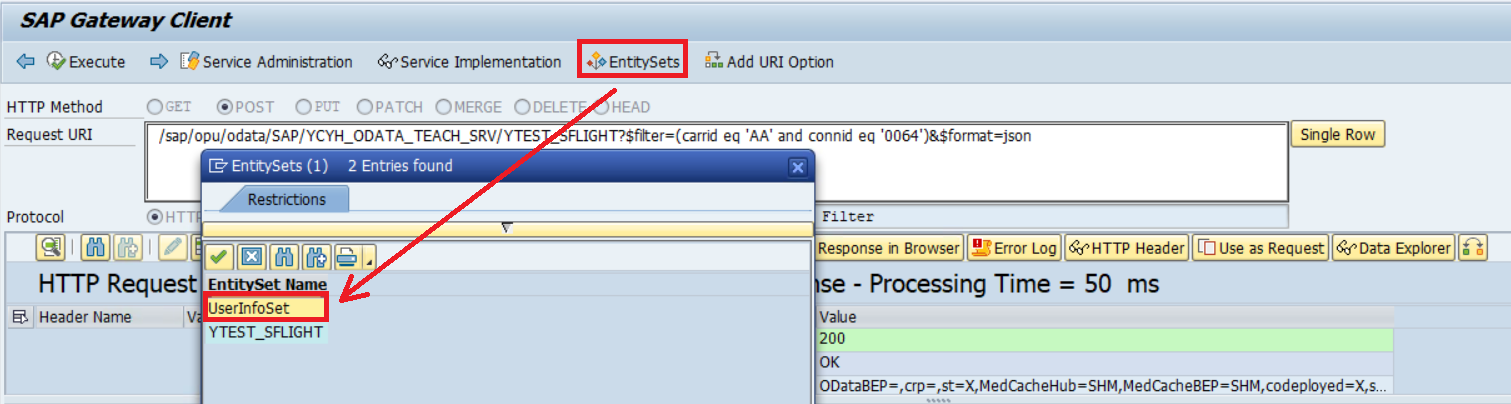 SAP Gateway Client
Execute Service Administration Service Implementation EntitySets Add URI Option
HTTP Method GET POST PUT PATCH MERGE DELETE HEAD
Request URI /sap/opu/odata/SAP/YCYH_ODATA_TEACH_SRV/YTEST_SFLIGHT?$filter=(carrid eq 'AA' and connid eq '0064')&$format=json Single Row
EntitySets (1) 2 Entries found
Restrictions
Protocol HTT Filter
Response in Browser Error Log HTTP Header Use as Request Data Explorer
HTTP Request nse - Processing Time = 50 ms
EntitySet Name
UserInfoSet
YTEST_SFLIGHT
Header Name Va Value
200
OK
ODataBEP=,crp=,st=X,MedCacheHub=SHM,MedCacheBEP=SHM,codeployed=X,s...